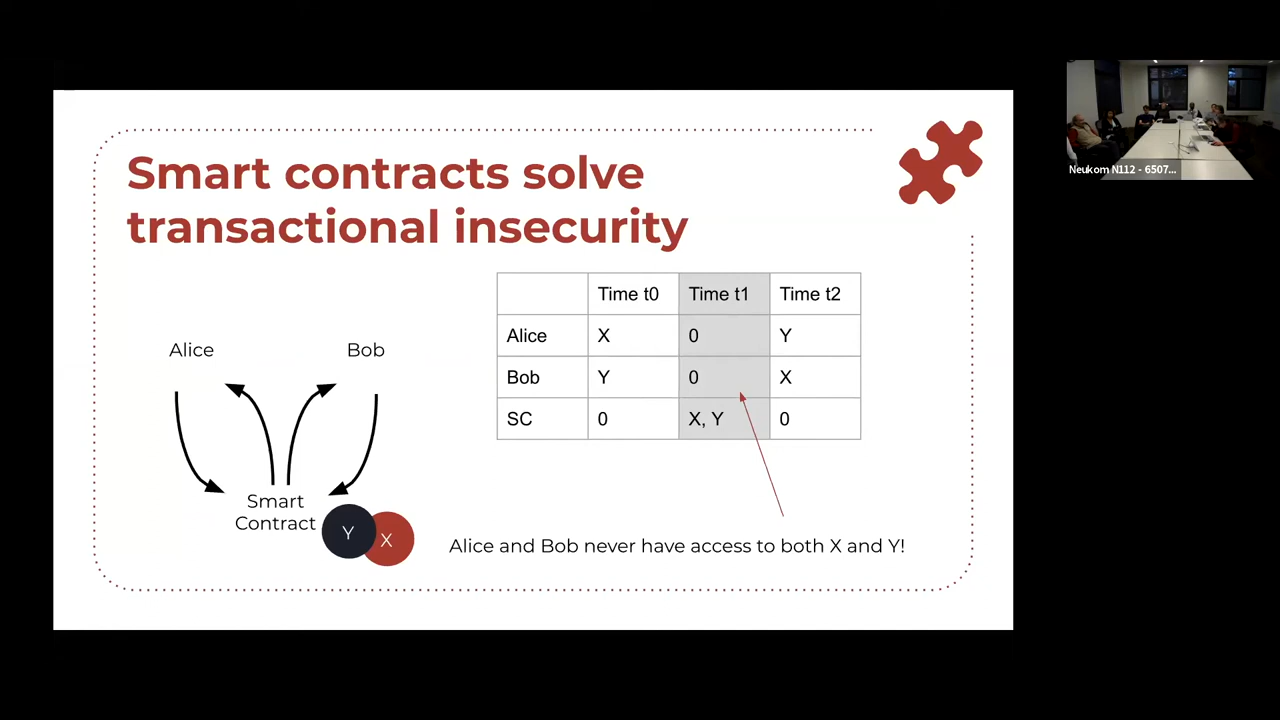 Smart contracts solve
transactional insecurity
Time t0 Time t1 Time t2
Alice X 0 Y
Bob Y 0 X
SC 0 X, Y 0
Alice Bob
Smart
Contract
Y X
Alice and Bob never have access to both X and Y!
Neukom N112 - 6507...